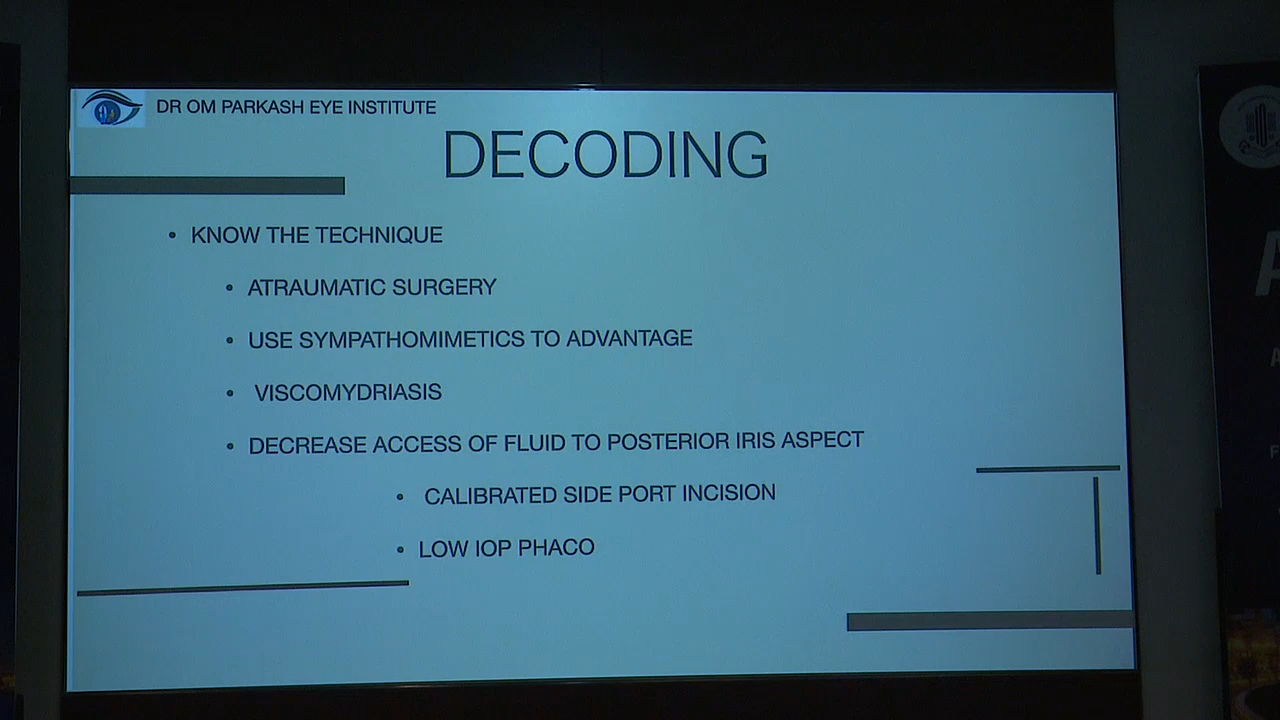 DR OM PARKASH EYE INSTITUTE
DECODING
• KNOW THE TECHNIQUE
• ATRAUMATIC SURGERY
• USE SYMPATHOMIMETICS TO ADVANTAGE
• VISCOMYDRIASIS
• DECREASE ACCESS OF FLUID TO POSTERIOR IRIS ASPECT
• CALIBRATED SIDE PORT INCISION
• LOW IOP PHACO